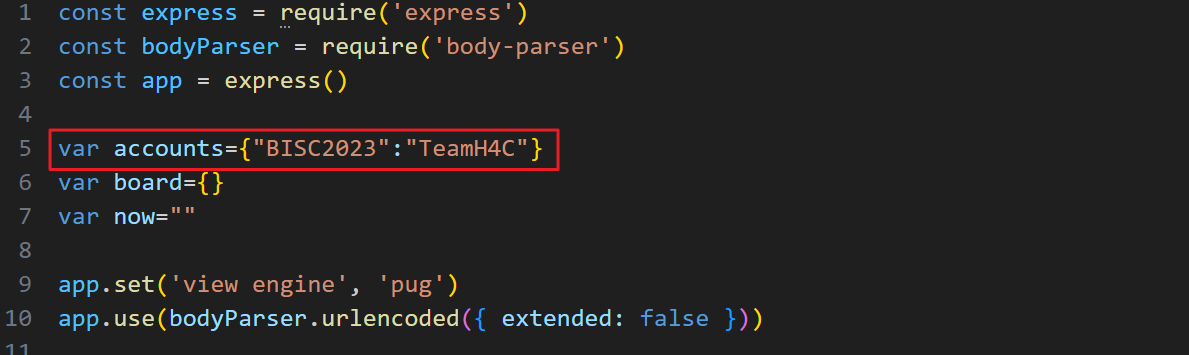 1 const express = require('express')
2 const bodyParser = require('body-parser')
3 const app = express()
4
5 var accounts={"BISC2023":"TeamH4C"}
6 var board={}
7 var now=""
8
9 app.set('view engine', 'pug')
10 app.use(bodyParser.urlencoded({ extended: false }))
11